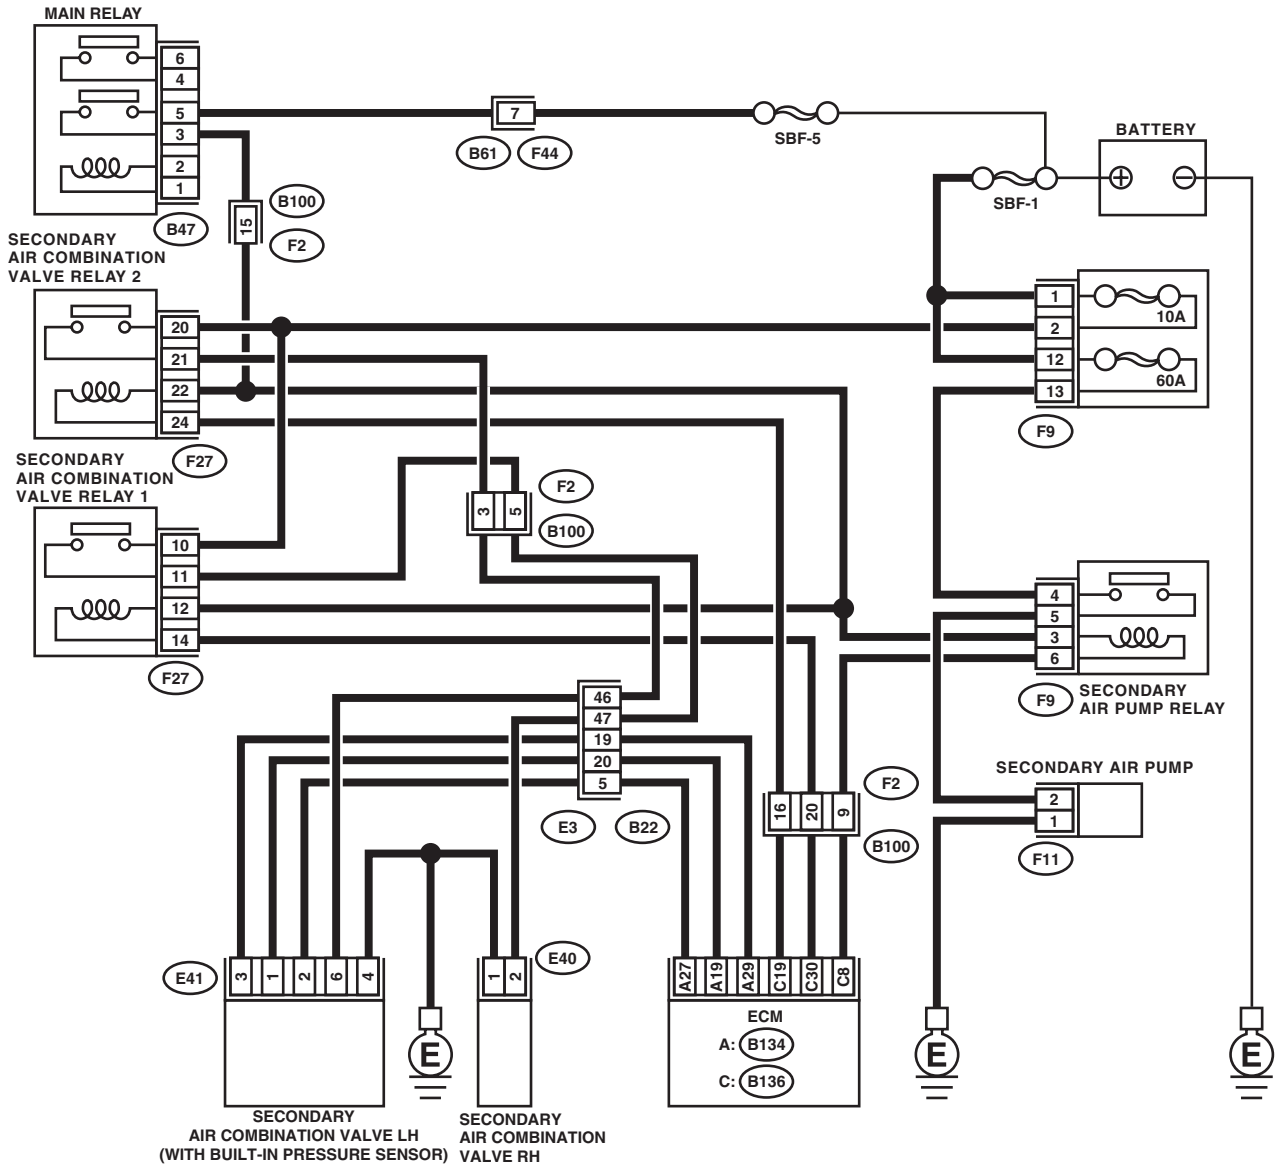 MAIN RELAY
6
4
5
3
2
1
B47
7
B61
F44
SBF-5
BATTERY
SBF-1
15
B100
F2
SECONDARY
AIR COMBINATION
VALVE RELAY 2
20
21
22
24
F27
1
2
12
13
10A
60A
F9
SECONDARY
AIR COMBINATION
VALVE RELAY 1
10
11
12
14
F27
3
5
F2
B100
4
5
3
6
F9
SECONDARY
AIR PUMP RELAY
46
47
19
20
5
E3
B22
16
20
9
F2
B100
SECONDARY AIR PUMP
2
1
F11
E41
3
1
2
6
4
E
1
2
E40
A27
A19
A29
C19
C30
C8
ECM
A: B134
C: B136
E
E
SECONDARY
AIR COMBINATION VALVE LH
(WITH BUILT-IN PRESSURE SENSOR)
SECONDARY
AIR COMBINATION
VALVE RH